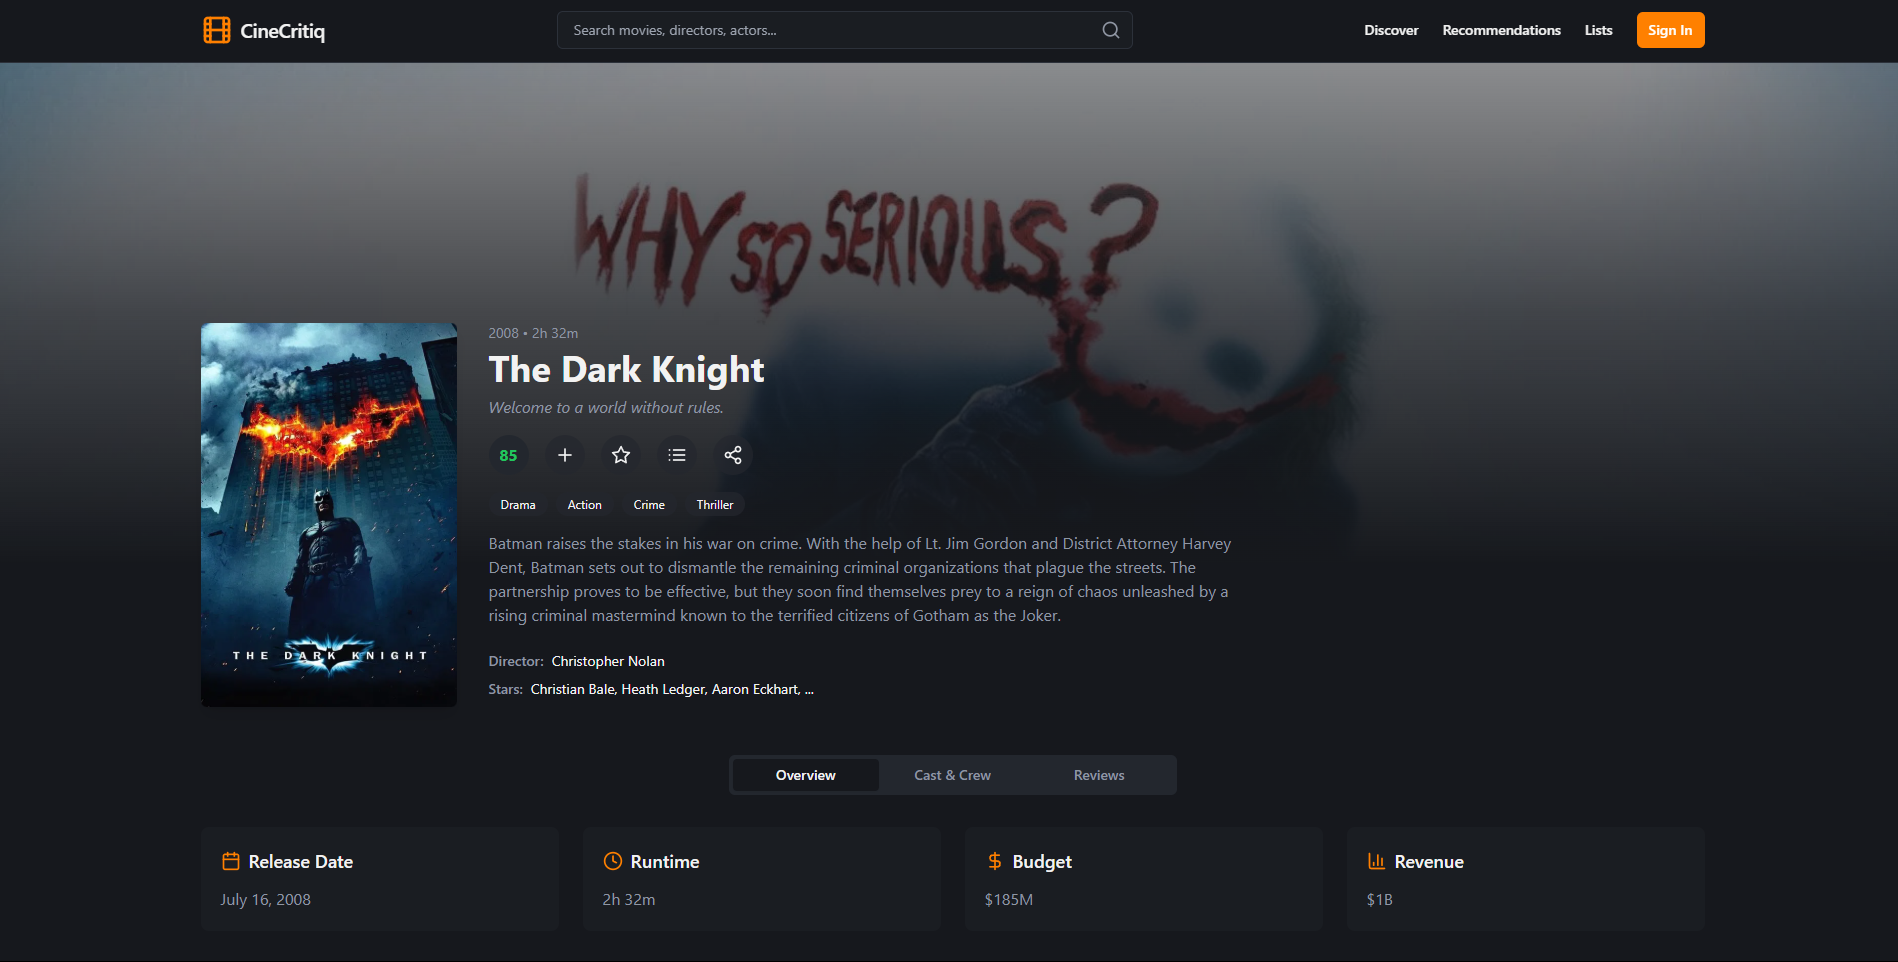 CineCritiq
Search movies, directors, actors...
Discover
Recommendations
Lists
Sign In
WHY SO SERIOUS?
2008 • 2h 32m
The Dark Knight
Welcome to a world without rules.
85
Drama
Action
Crime
Thriller
Batman raises the stakes in his war on crime. With the help of Lt. Jim Gordon and District Attorney Harvey
Dent, Batman sets out to dismantle the remaining criminal organizations that plague the streets. The
partnership proves to be effective, but they soon find themselves prey to a reign of chaos unleashed by a
rising criminal mastermind known to the terrified citizens of Gotham as the Joker.
Director: Christopher Nolan
Stars: Christian Bale, Heath Ledger, Aaron Eckhart, ...
THE DARK KNIGHT
Overview
Cast & Crew
Reviews
Release Date
July 16, 2008
Runtime
2h 32m
Budget
$185M
Revenue
$1B